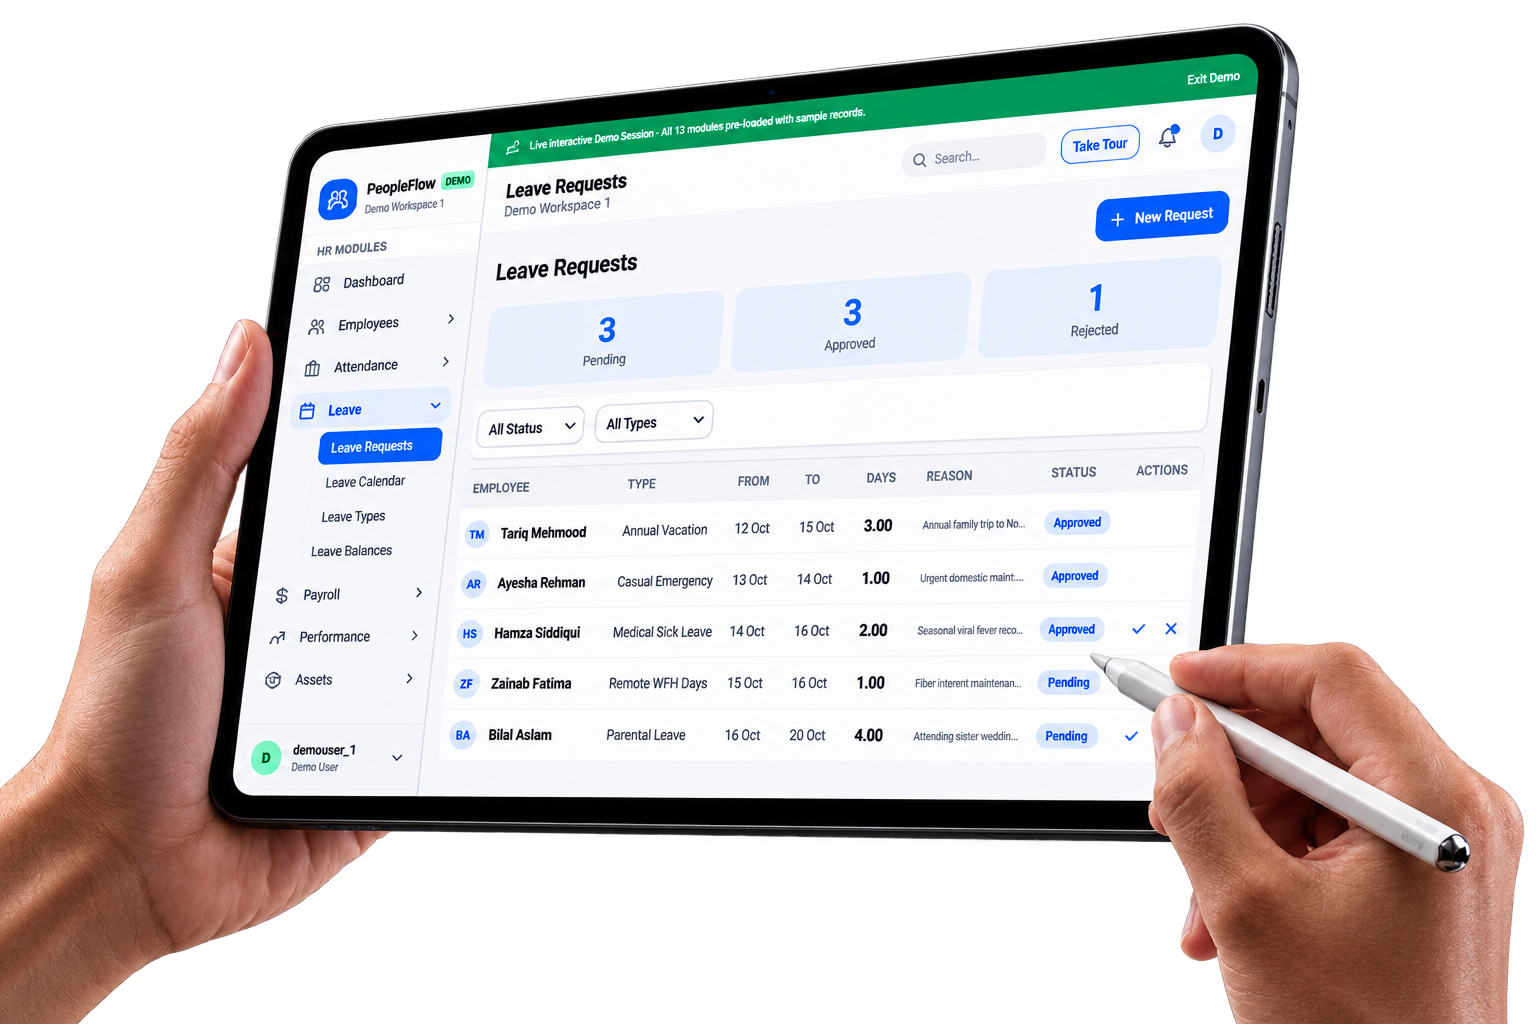 Live interactive Demo Session - All 13 modules pre-loaded with sample records.
Exit Demo
PeopleFlow DEMO
Demo Workspace 1
HR MODULES
Dashboard
Employees
Attendance
Leave
Leave Requests
Leave Calendar
Leave Types
Leave Balances
Payroll
Performance
Assets
D
demouser_1
Demo User
Leave Requests
Demo Workspace 1
Search...
Take Tour
D
+ New Request
Leave Requests
3
Pending
3
Approved
1
Rejected
All Status
All Types
EMPLOYEE TYPE FROM TO DAYS REASON STATUS ACTIONS
TM Tariq Mehmood Annual Vacation 12 Oct 15 Oct 3.00 Annual family trip to No... Approved
AR Ayesha Rehman Casual Emergency 13 Oct 14 Oct 1.00 Urgent domestic maint.... Approved
HS Hamza Siddiqui Medical Sick Leave 14 Oct 16 Oct 2.00 Seasonal viral fever reco... Approved
ZF Zainab Fatima Remote WFH Days 15 Oct 16 Oct 1.00 Fiber interent maintenan... Pending
BA Bilal Aslam Parental Leave 16 Oct 20 Oct 4.00 Attending sister weddin... Pending